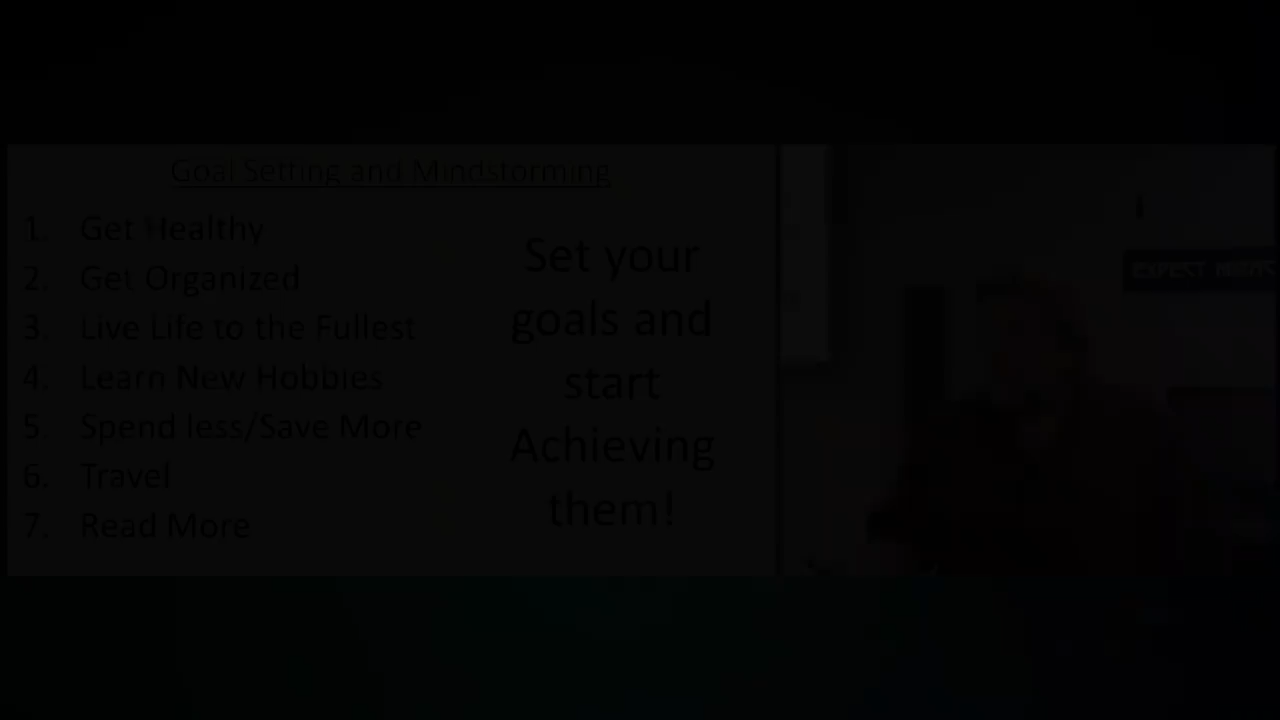 Goal Setting and Mindstorming
1. Get Healthy
2. Get Organized
3. Live Life to the Fullest
4. Learn New Hobbies
5. Spend less/Save More
6. Travel
7. Read More
Set your
goals and
start
Achieving
them!